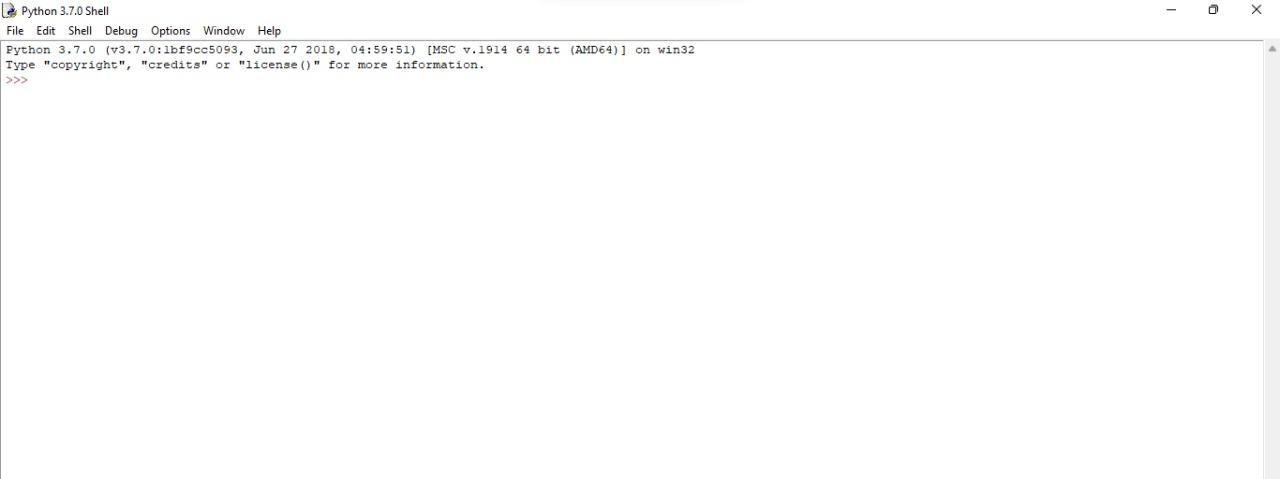 Python 3.7.0 Shell
File Edit Shell Debug Options Window Help
Python 3.7.0 (v3.7.0:1bf9cc5093, Jun 27 2018, 04:59:51) [MSC v.1914 64 bit (AMD64)] on win32
Type "copyright", "credits" or "license()" for more information.
>>>